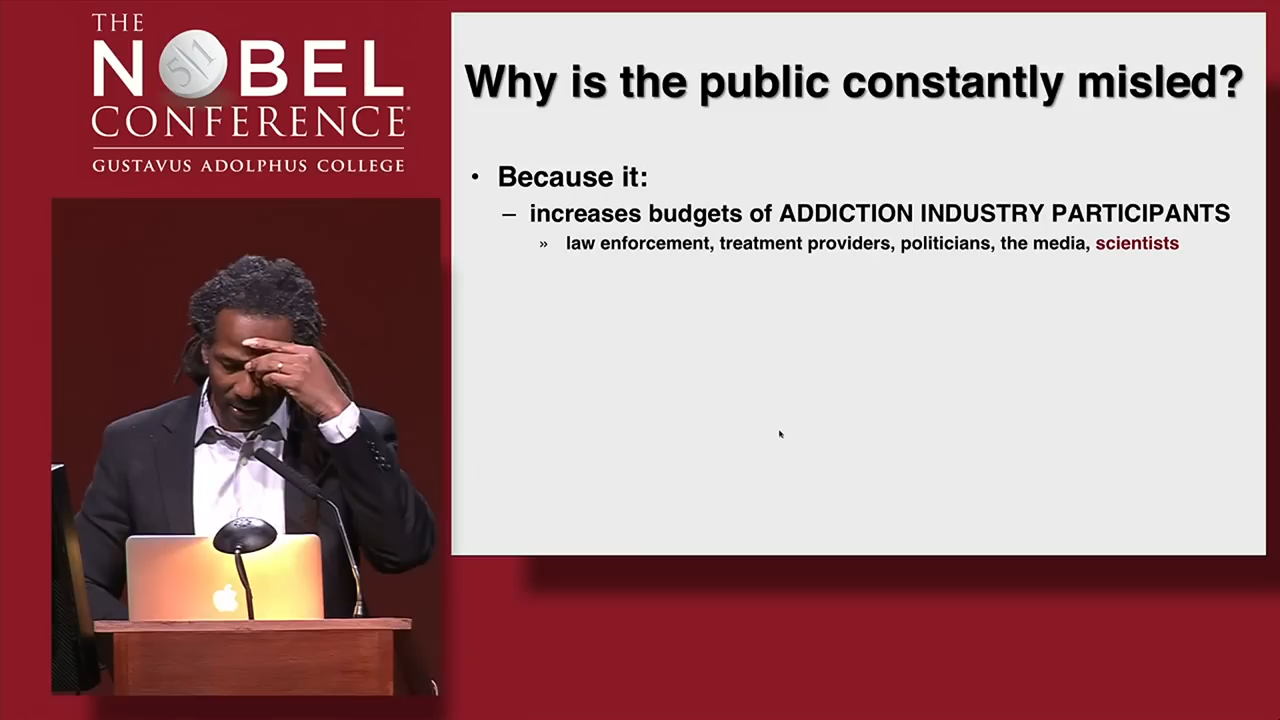 THE
NOBEL
51
CONFERENCE®
GUSTAVUS ADOLPHUS COLLEGE
Why is the public constantly misled?
• Because it:
– increases budgets of ADDICTION INDUSTRY PARTICIPANTS
» law enforcement, treatment providers, politicians, the media, scientists